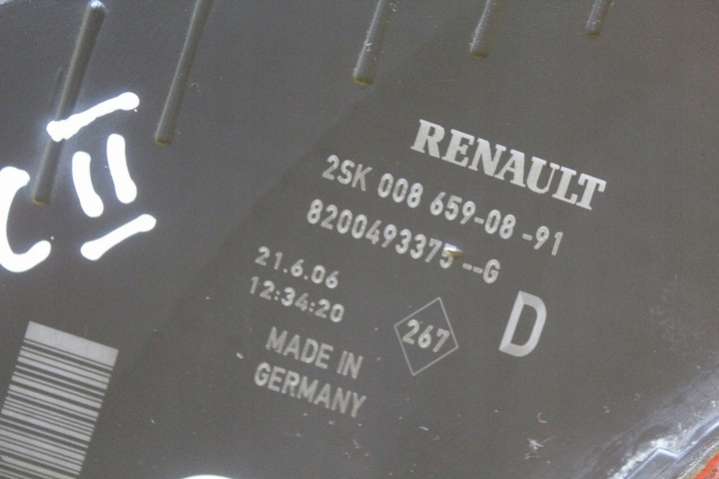 RENAULT
2SK 008 659-08 -91
8200493375 --G
21.6.06
12:34:20
267
D
MADE IN
GERMANY